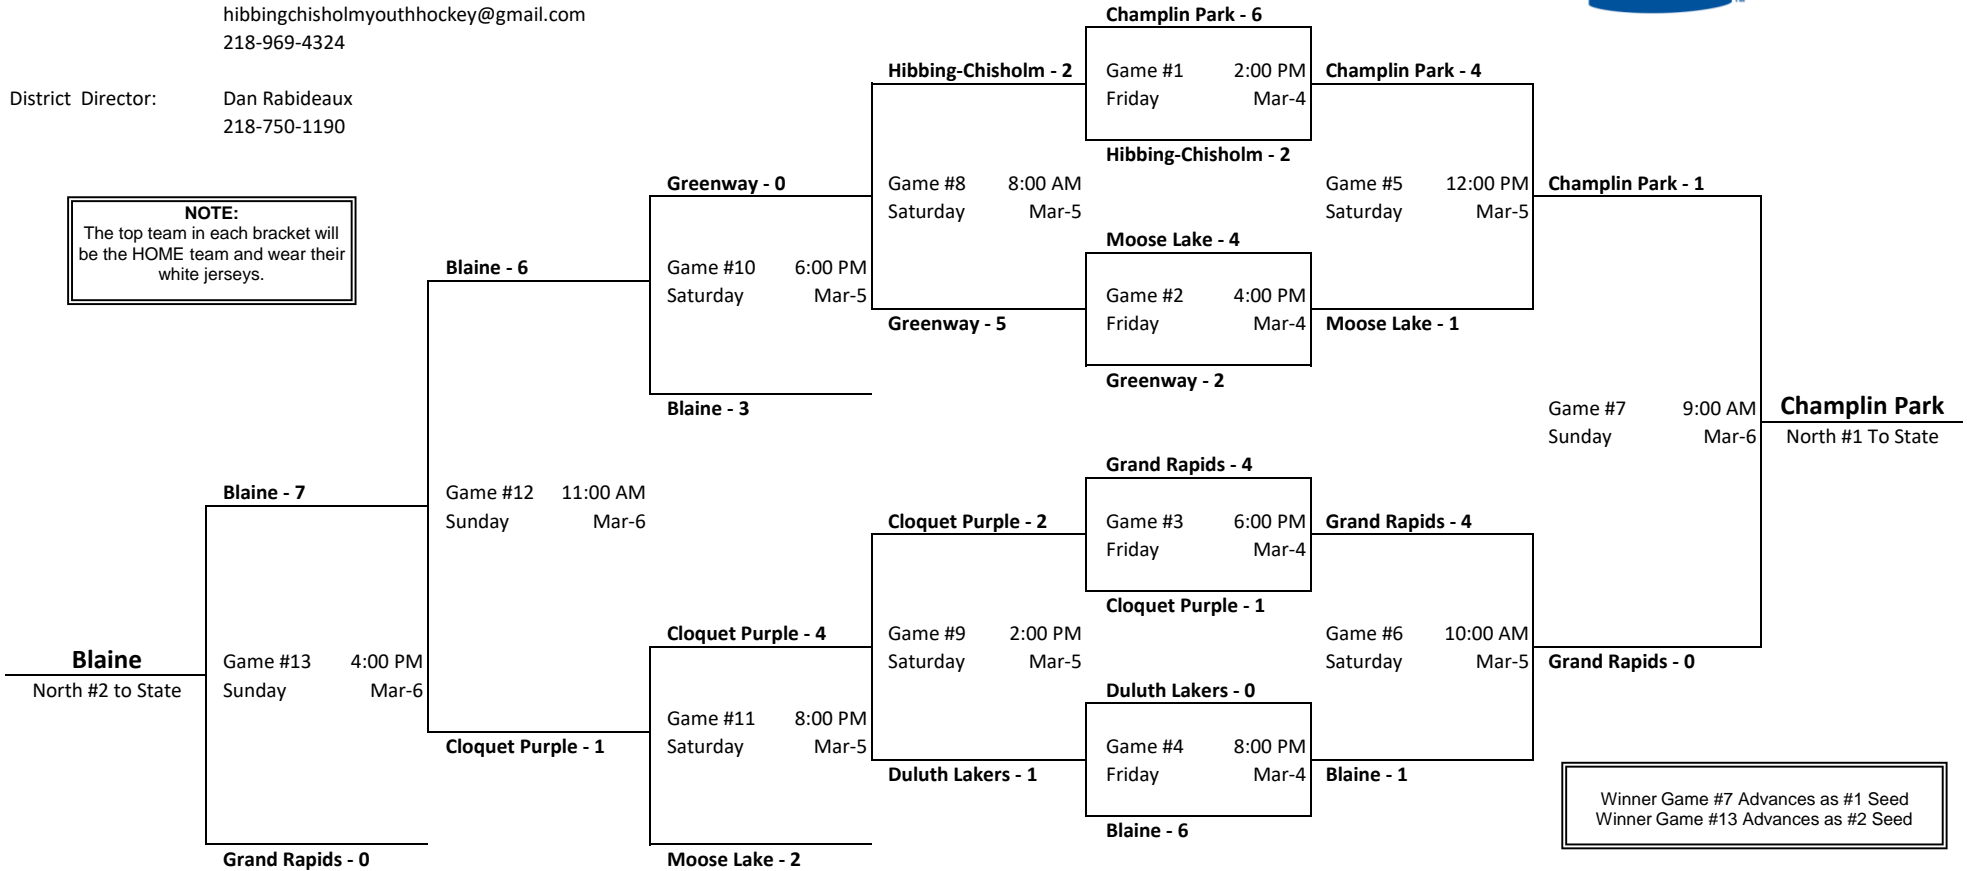 hibbingchisholmyouthhockey@gmail.com
218-969-4324
District Director: Dan Rabideaux
218-750-1190
NOTE:
The top team in each bracket will
be the HOME team and wear their
white jerseys.
Champlin Park - 6
Hibbing-Chisholm - 2
Game #1 2:00 PM
Friday Mar-4
Champlin Park - 4
Hibbing-Chisholm - 2
Greenway - 0
Game #8 8:00 AM
Saturday Mar-5
Game #5 12:00 PM
Saturday Mar-5
Champlin Park - 1
Moose Lake - 4
Blaine - 6
Game #10 6:00 PM
Saturday Mar-5
Game #2 4:00 PM
Friday Mar-4
Greenway - 5
Moose Lake - 1
Greenway - 2
Blaine - 3
Game #7 9:00 AM
Sunday Mar-6
Champlin Park
North #1 To State
Grand Rapids - 4
Blaine - 7
Game #12 11:00 AM
Sunday Mar-6
Cloquet Purple - 2
Game #3 6:00 PM
Friday Mar-4
Grand Rapids - 4
Cloquet Purple - 1
Cloquet Purple - 4
Game #9 2:00 PM
Saturday Mar-5
Game #6 10:00 AM
Saturday Mar-5
Grand Rapids - 0
Blaine
North #2 to State
Game #13 4:00 PM
Sunday Mar-6
Duluth Lakers - 0
Game #11 8:00 PM
Saturday Mar-5
Cloquet Purple - 1
Game #4 8:00 PM
Friday Mar-4
Duluth Lakers - 1
Blaine - 1
Blaine - 6
Grand Rapids - 0
Moose Lake - 2
Winner Game #7 Advances as #1 Seed
Winner Game #13 Advances as #2 Seed